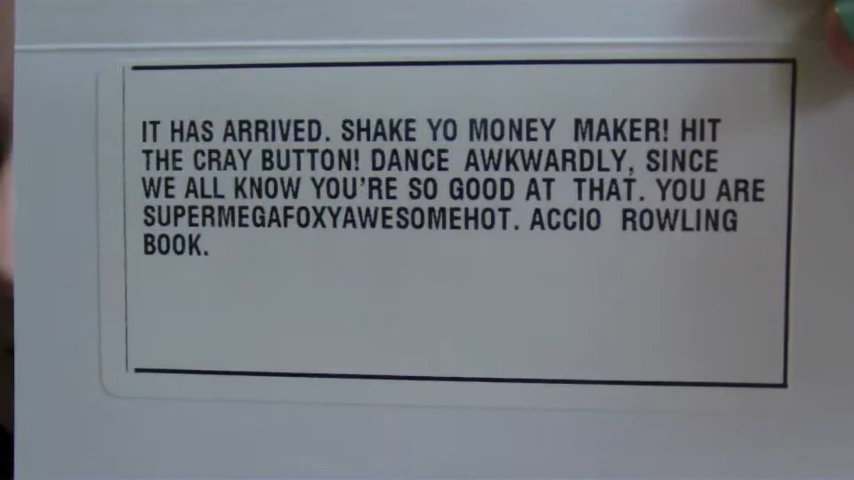 IT HAS ARRIVED. SHAKE YO MONEY MAKER! HIT
THE CRAY BUTTON! DANCE AWKWARDLY, SINCE
WE ALL KNOW YOU'RE SO GOOD AT THAT. YOU ARE
SUPERMEGAFOXYAWESOMEHOT. ACCIO ROWLING
BOOK.